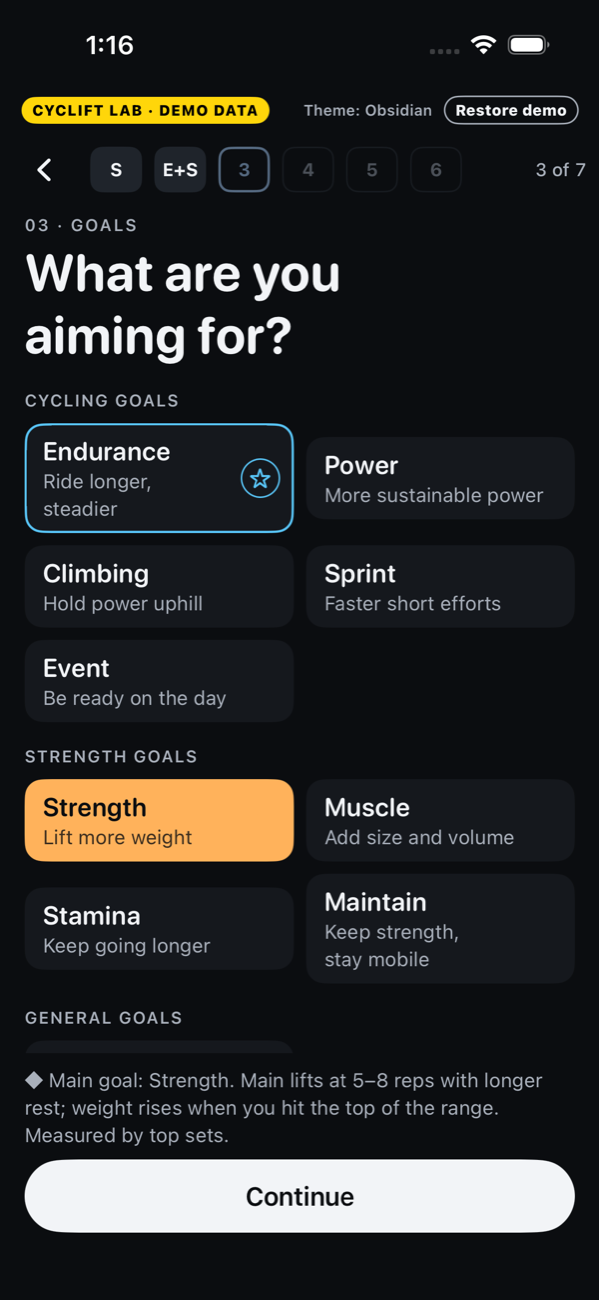 1:16
CYCLIFT LAB · DEMO DATA
Theme: Obsidian
Restore demo
S
E+S
3
4
5
6
3 of 7
03 · GOALS
What are you
aiming for?
CYCLING GOALS
Endurance
Ride longer,
steadier
Power
More sustainable power
Climbing
Hold power uphill
Sprint
Faster short efforts
Event
Be ready on the day
STRENGTH GOALS
Strength
Lift more weight
Muscle
Add size and volume
Stamina
Keep going longer
Maintain
Keep strength,
stay mobile
GENERAL GOALS
◆ Main goal: Strength. Main lifts at 5–8 reps with longer
rest; weight rises when you hit the top of the range.
Measured by top sets.
Continue